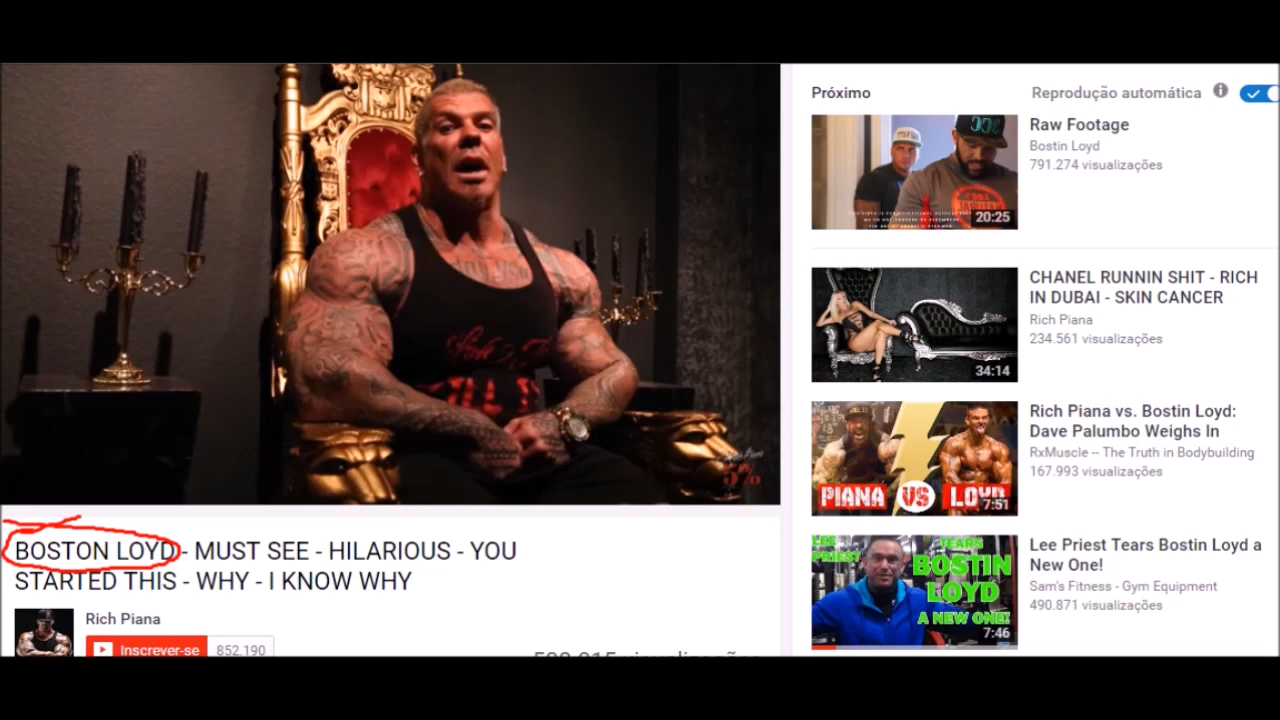 5%
BOSTON LOYD - MUST SEE - HILARIOUS - YOU
STARTED THIS - WHY - I KNOW WHY
Rich Piana
Inscrever-se 852.190
Próximo
Reprodução automática
20:25
Raw Footage
Bostin Loyd
791.274 visualizações
34:14
CHANEL RUNNIN SHIT - RICH
IN DUBAI - SKIN CANCER
Rich Piana
234.561 visualizações
PIANA VS LOYD
7:51
Rich Piana vs. Bostin Loyd:
Dave Palumbo Weighs In
RxMuscle -- The Truth in Bodybuilding
167.993 visualizações
LEE
PRIEST
TEARS
BOSTIN
LOYD
A NEW ONE!
7:46
Lee Priest Tears Bostin Loyd a
New One!
Sam's Fitness - Gym Equipment
490.871 visualizações